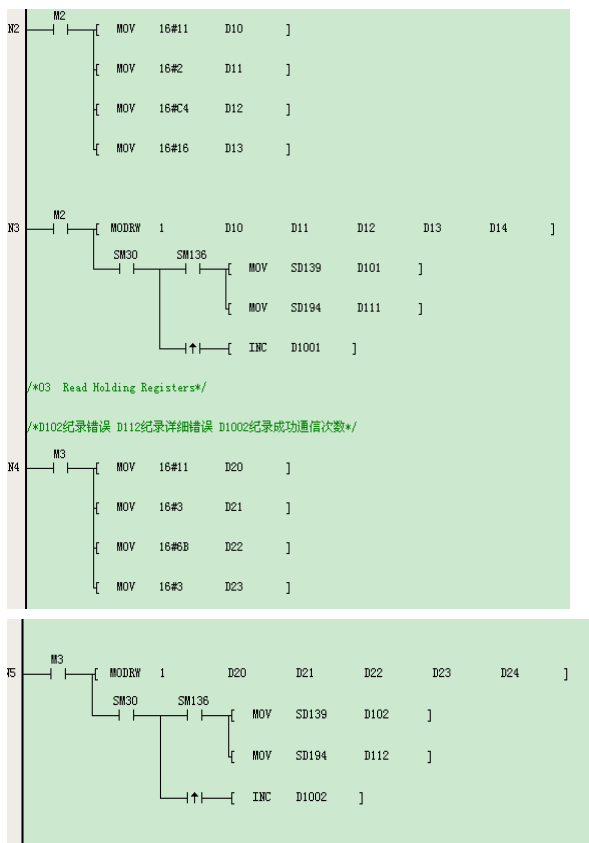 M2
N2 [ MOV 16#11 D10 ]
[ MOV 16#2 D11 ]
[ MOV 16#C4 D12 ]
[ MOV 16#16 D13 ]
M2
N3 [ MODRW 1 D10 D11 D12 D13 D14 ]
SM30 SM136
[ MOV SD139 D101 ]
[ MOV SD194 D111 ]
[ INC D1001 ]
/*03 Read Holding Registers*/
/*D102纪录错误 D112纪录详细错误 D1002纪录成功通信次数*/
M3
N4 [ MOV 16#11 D20 ]
[ MOV 16#3 D21 ]
[ MOV 16#6B D22 ]
[ MOV 16#3 D23 ]
M3
N5 [ MODRW 1 D20 D21 D22 D23 D24 ]
SM30 SM136
[ MOV SD139 D102 ]
[ MOV SD194 D112 ]
[ INC D1002 ]